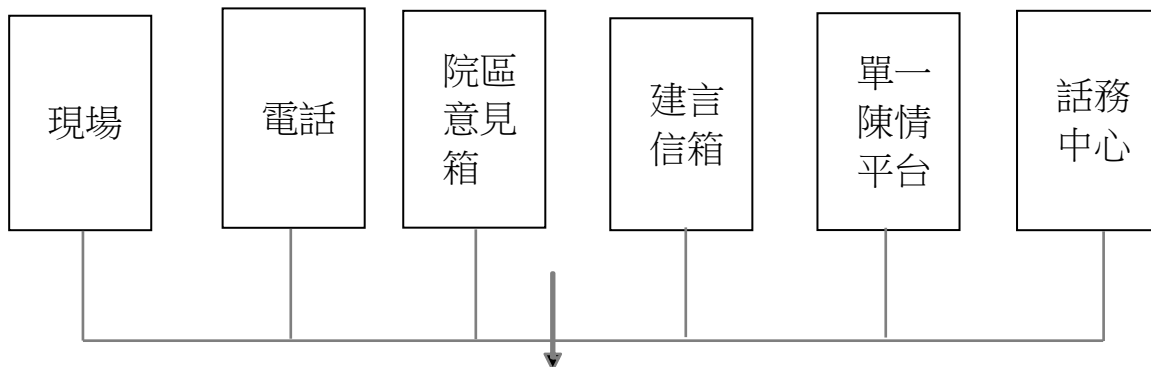 現場
電話
院區
意見
箱
建言
信箱
單一
陳情
平台
話務
中心